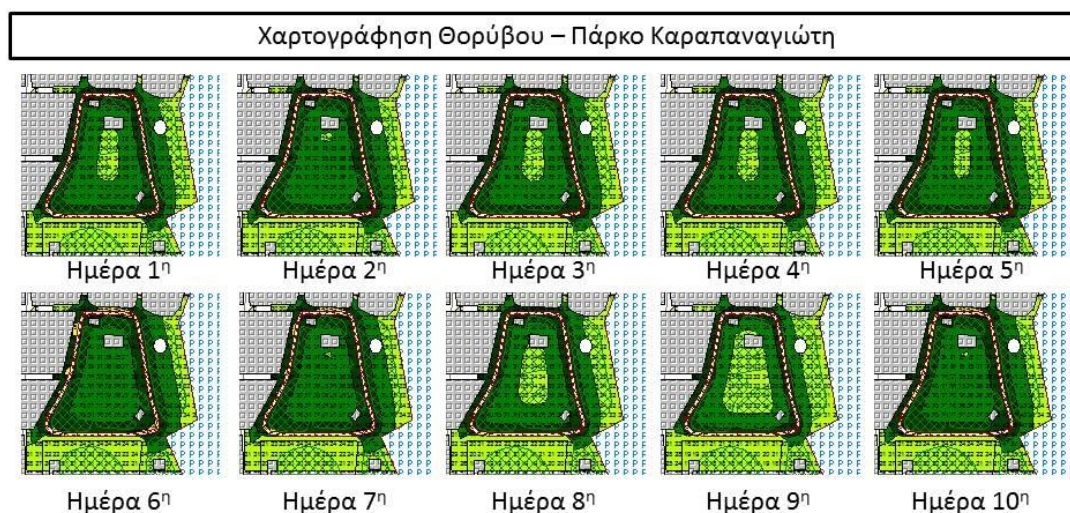 Χαρτογράφηση Θορύβου – Πάρκο Καραπαναγιώτη
Ημέρα 1η Ημέρα 2η Ημέρα 3η Ημέρα 4η Ημέρα 5η
Ημέρα 6η Ημέρα 7η Ημέρα 8η Ημέρα 9η Ημέρα 10η